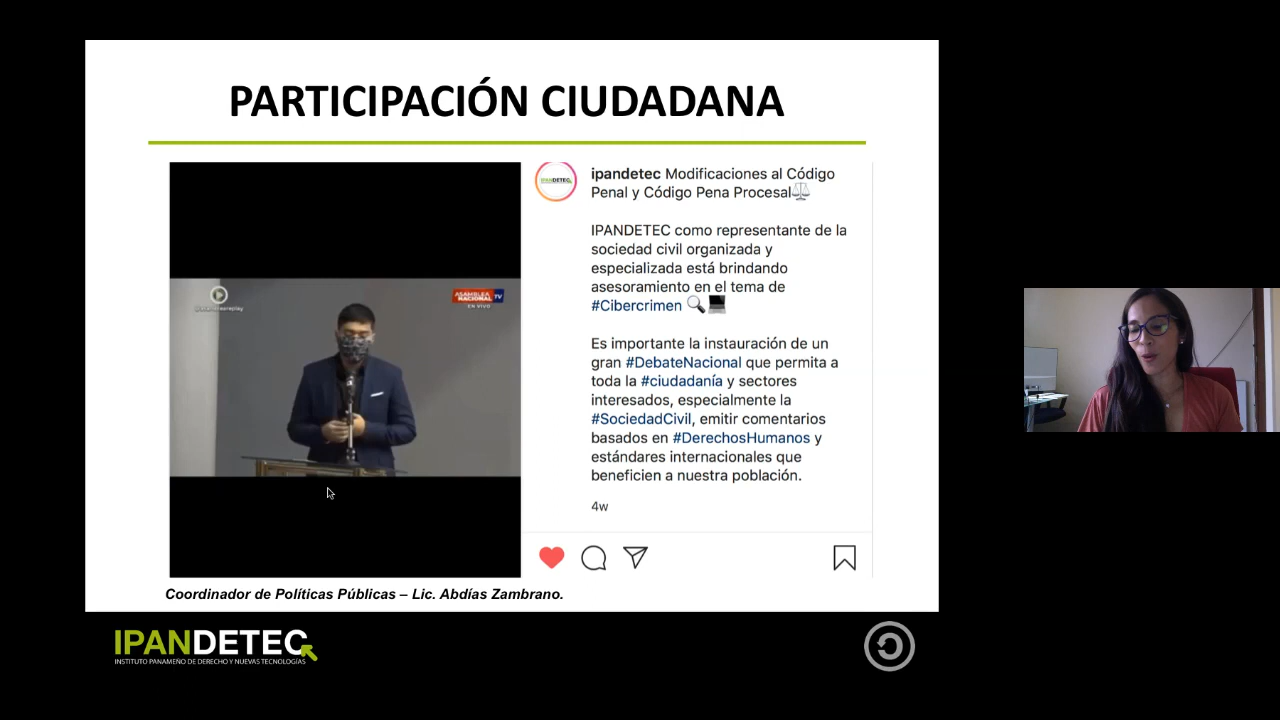 PARTICIPACIÓN CIUDADANA
ASAMBLEA
NACIONAL TV
EN VIVO
IPANDETEC
ipandetec Modificaciones al Código
Penal y Código Pena Procesal
IPANDETEC como representante de la
sociedad civil organizada y
especializada está brindando
asesoramiento en el tema de
#Cibercrimen
Es importante la instauración de un
gran #DebateNacional que permita a
toda la #ciudadanía y sectores
interesados, especialmente la
#SociedadCivil, emitir comentarios
basados en #DerechosHumanos y
estándares internacionales que
beneficien a nuestra población.
4w
Coordinador de Políticas Públicas – Lic. Abdías Zambrano.
IPANDETEC
INSTITUTO PANAMEÑO DE DERECHO Y NUEVAS TECNOLOGÍAS